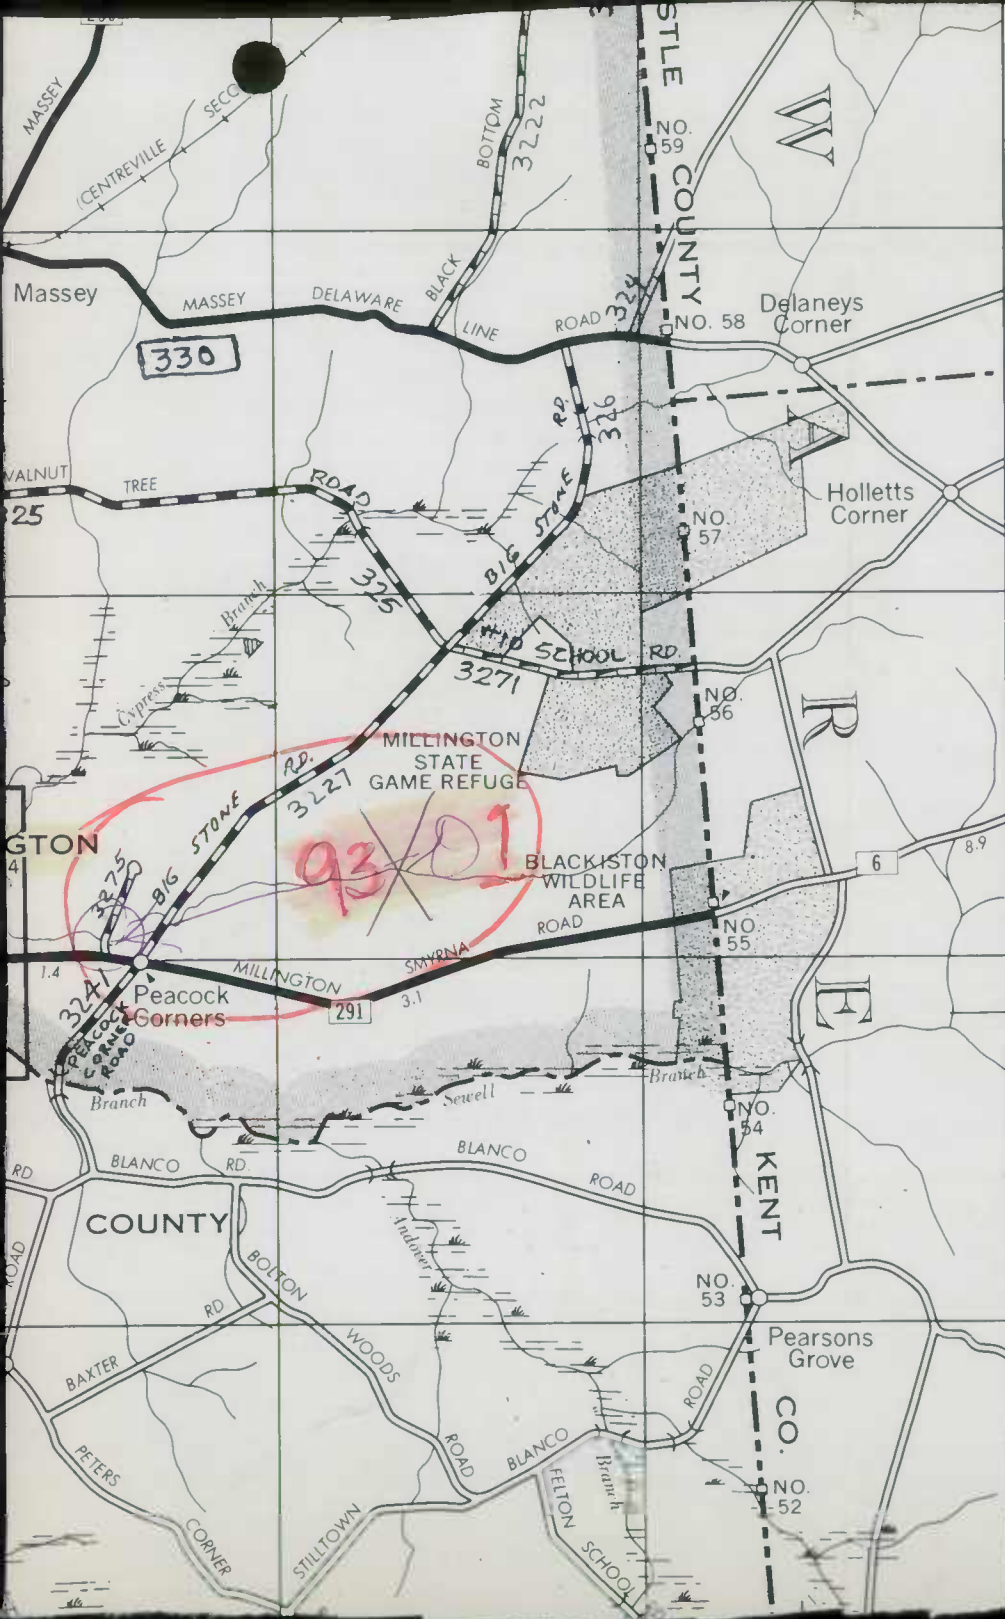 STLE COUNTY
MASSEY
(CENTREVILLE
SECO
BOTTOM
3222
W
NO.
59
Massey
MASSEY DELAWARE LINE ROAD
BLACK
324
NO. 58
Delaneys
Corner
330
RD.
326
WALNUT TREE ROAD
325
325
BIG STONE
NO.
57
Holletts
Corner
Branch
#10 SCHOOL RD.
3271
Cypress
NO.
56
R
MILLINGTON
STATE
GAME REFUGE
BIG STONE RD.
3227
GTON
4
93
01
BLACKISTON
WILDLIFE
AREA
6
8.9
3275
NO.
55
1.4
MILLINGTON SMYRNA ROAD
291
3.1
Peacock
Corners
E
3241
PEACOCK
CORNER
ROAD
Branch
Sewell
Branch
NO.
54
RD
BLANCO RD.
BLANCO ROAD
KENT CO.
COUNTY
Andover
ROAD
NO.
53
BOLTON WOODS ROAD
BAXTER RD
Pearsons
Grove
ROAD
PETERS CORNER
BLANCO
Branch
NO.
52
STILLTOWN
FELTON SCHOOL